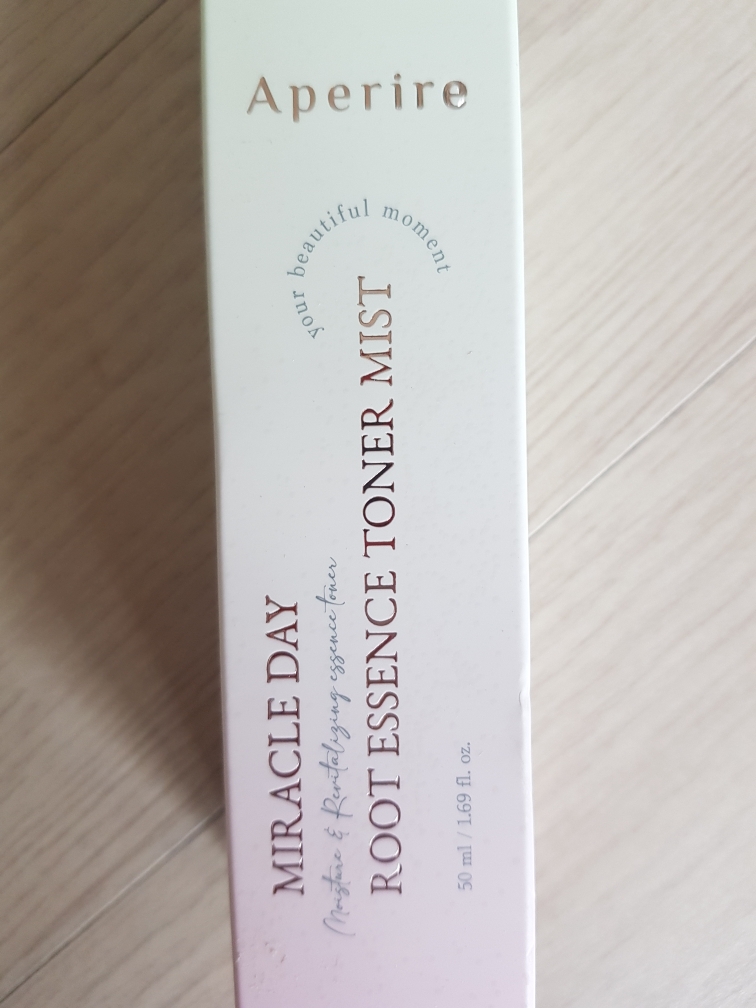 Aperire
your beautiful moment
MIRACLE DAY
Moisture & Revitalizing essence toner
ROOT ESSENCE TONER MIST
50 ml / 1.69 fl. oz.